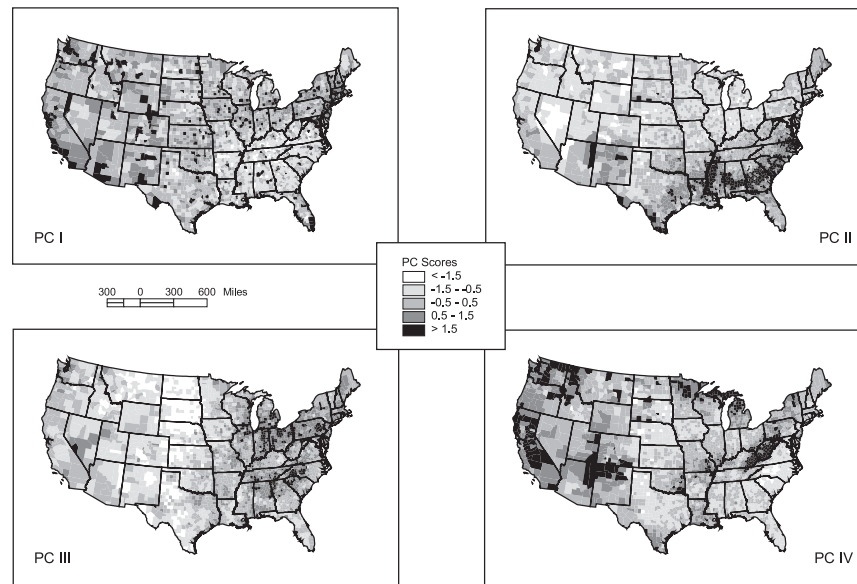 PC I
PC II
PC Scores
< -1.5
-1.5 - -0.5
-0.5 - 0.5
0.5 - 1.5
> 1.5
300 0 300 600 Miles
PC III
PC IV